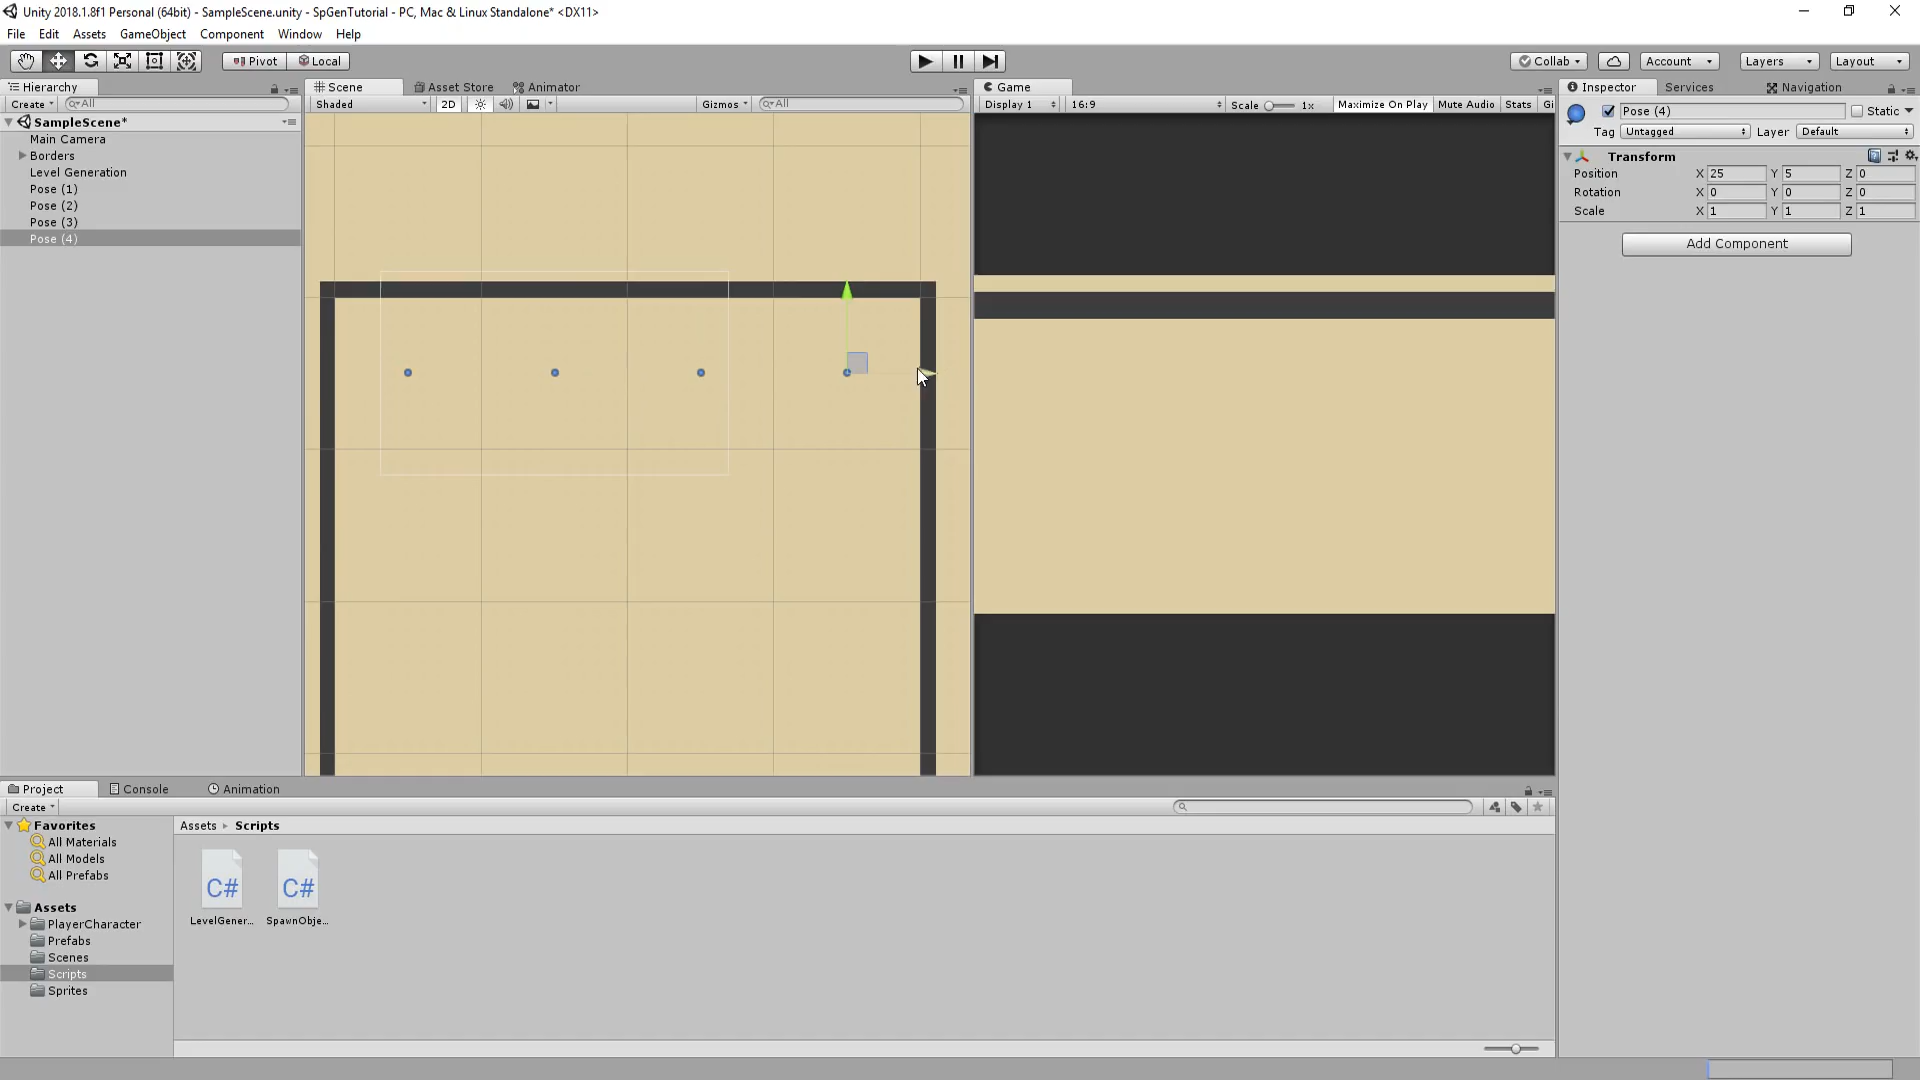 Unity 2018.1.8f1 Personal (64bit) - SampleScene.unity - SpGenTutorial - PC, Mac & Linux Standalone* <DX11>
File Edit Assets GameObject Component Window Help
Pivot Local Collab Account Layers Layout
Hierarchy Scene Asset Store Animator Game Inspector Services Navigation
Create All Shaded 2D Gizmos All Display 1 16:9 Scale 1x Maximize On Play Mute Audio Stats Gi
Pose (4) Static
SampleScene*
Tag Untagged Layer Default
Main Camera
Borders
Transform
Level Generation
Position X 25 Y 5 Z 0
Pose (1)
Rotation X 0 Y 0 Z 0
Pose (2)
Scale X 1 Y 1 Z 1
Pose (3)
Pose (4)
Add Component
Project Console Animation
Create
Favorites
Assets Scripts
All Materials
All Models
All Prefabs
C# C#
Assets
LevelGener... SpawnObje...
PlayerCharacter
Prefabs
Scenes
Scripts
Sprites